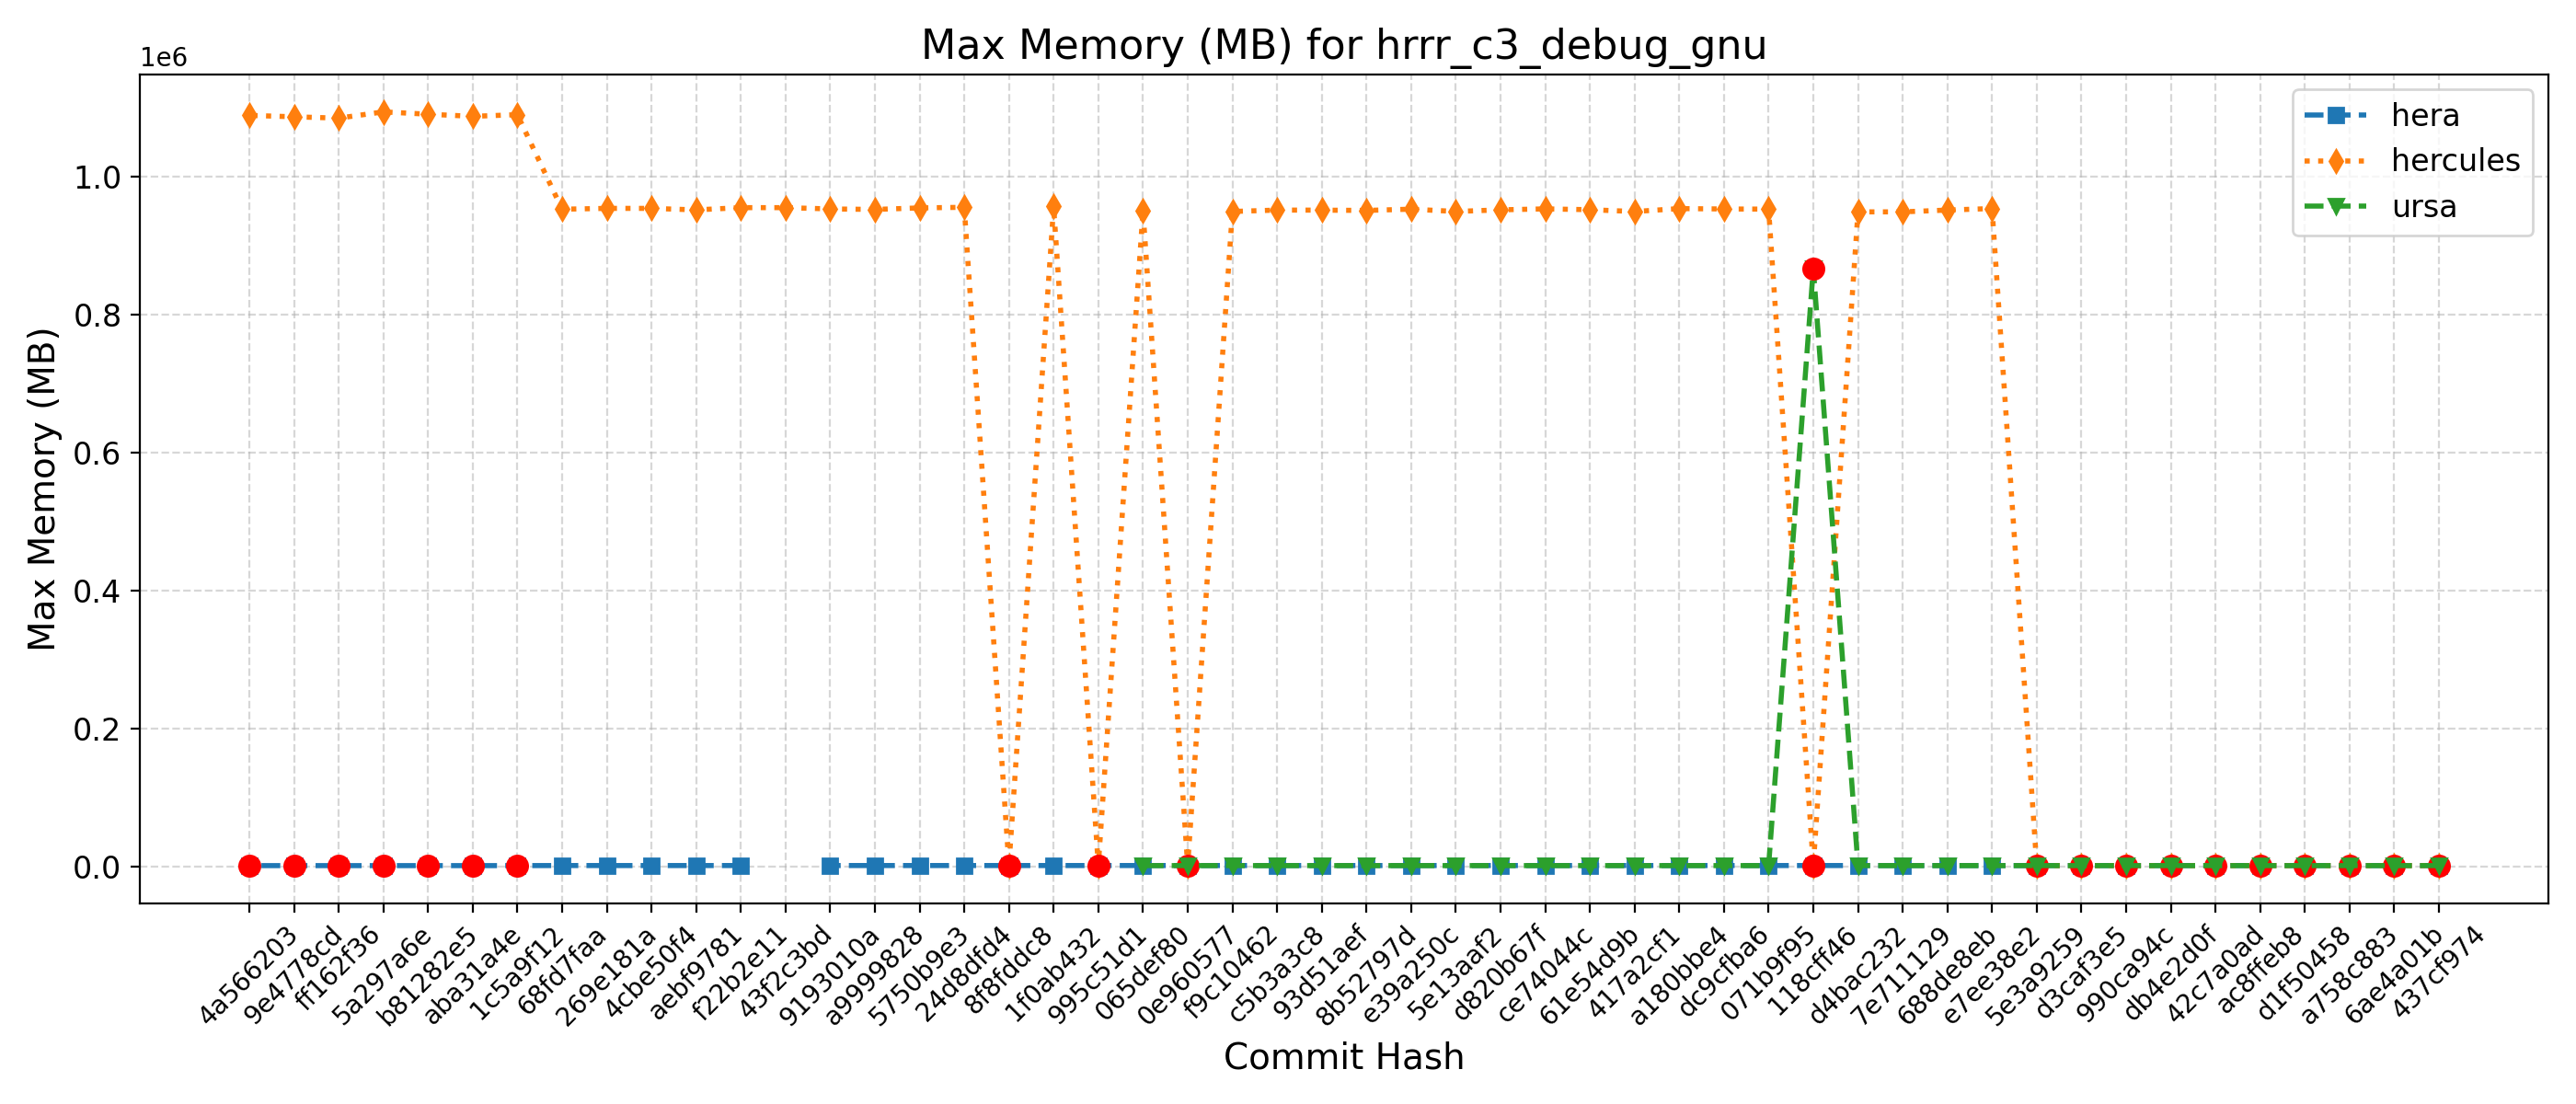 Max Memory (MB) for hrrr_c3_debug_gnu
1e6
1.0
0.8
0.6
0.4
0.2
0.0
Max Memory (MB)
hera
hercules
ursa
4a566203
9e4778cd
ff162f36
5a297a6e
b81282e5
aba31a4e
1c5a9f12
68fd7faa
269e181a
4cbe50f4
aebf9781
f22b2e11
43f2c3bd
9193010a
a9999828
5750b9e3
24d8dfd4
8f8fddc8
1f0ab432
995c51d1
065def80
0e960577
f9c10462
c5b3a3c8
93d51aef
8b52797d
e39a250c
5e13aaf2
d820b67f
ce74044c
61e54d9b
417a2cf1
a180bbe4
dc9cfba6
071b9f95
118cff46
d4bac232
7e711129
688de8eb
e7ee38e2
5e3a9259
d3caf3e5
990ca94c
db4e2d0f
42c7a0ad
ac8ffeb8
d1f50458
a758c883
6ae4a01b
437cf974
Commit Hash